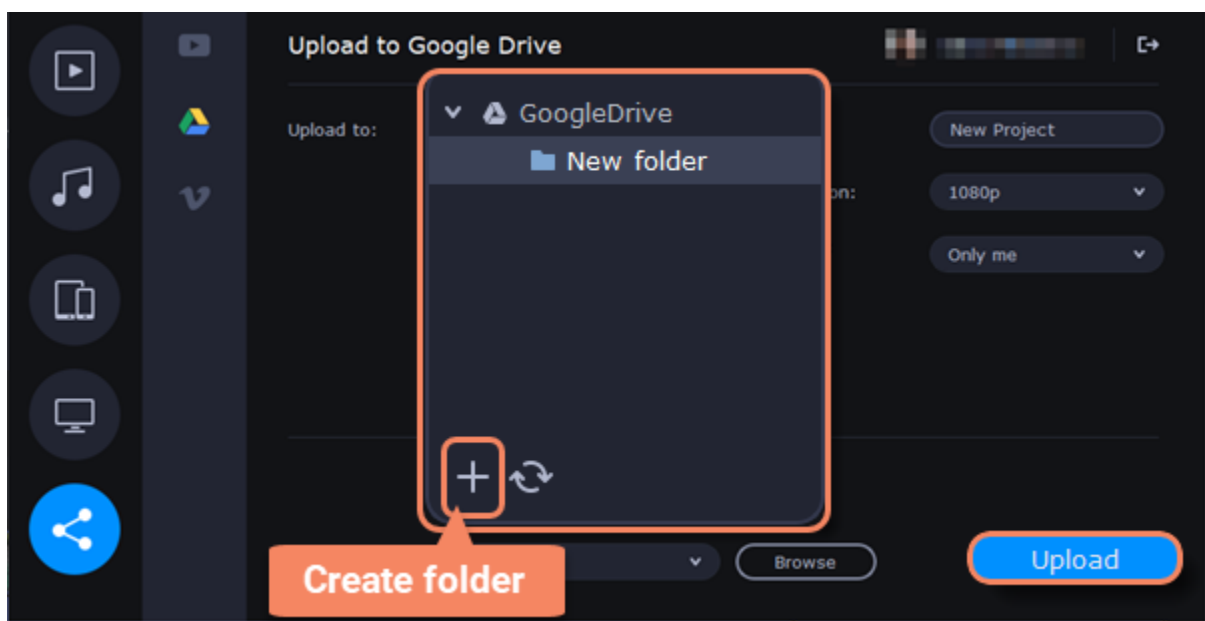 Upload to Google Drive
GoogleDrive
Upload to:
New Project
New folder
on:
1080p
Only me
Create folder
Browse
Upload